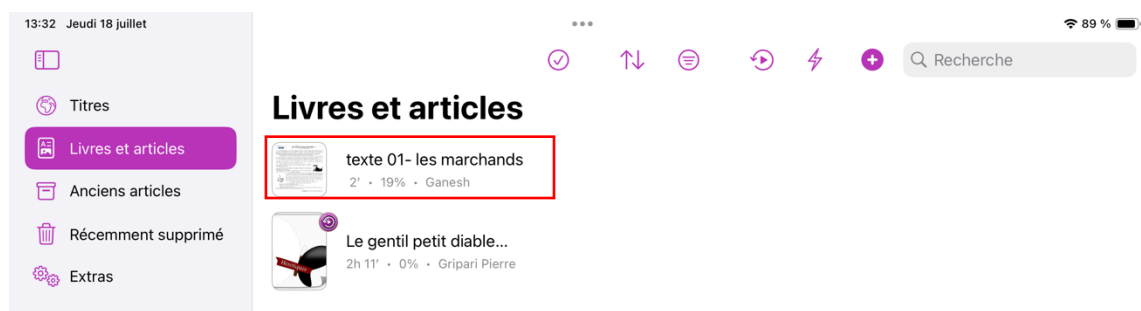 13:32 Jeudi 18 juillet
89 %
Recherche
Titres
Livres et articles
Anciens articles
Récemment supprimé
Extras
Livres et articles
texte 01- les marchands
2′ • 19% • Ganesh
Le gentil petit diable...
2h 11′ • 0% • Gripari Pierre